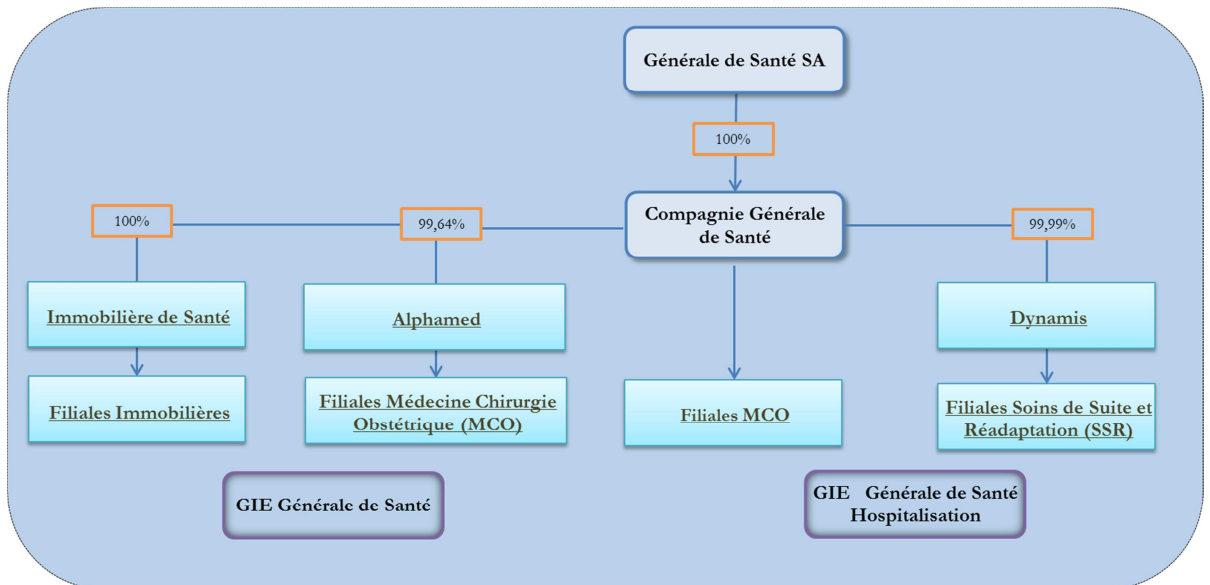 Générale de Santé SA
100%
Compagnie Générale
de Santé
100%
99,64%
99,99%
Immobilière de Santé
Alphamed
Dynamis
Filiales Immobilières
Filiales Médecine Chirurgie
Obstétrique (MCO)
Filiales MCO
Filiales Soins de Suite et
Réadaptation (SSR)
GIE Générale de Santé
GIE Générale de Santé
Hospitalisation